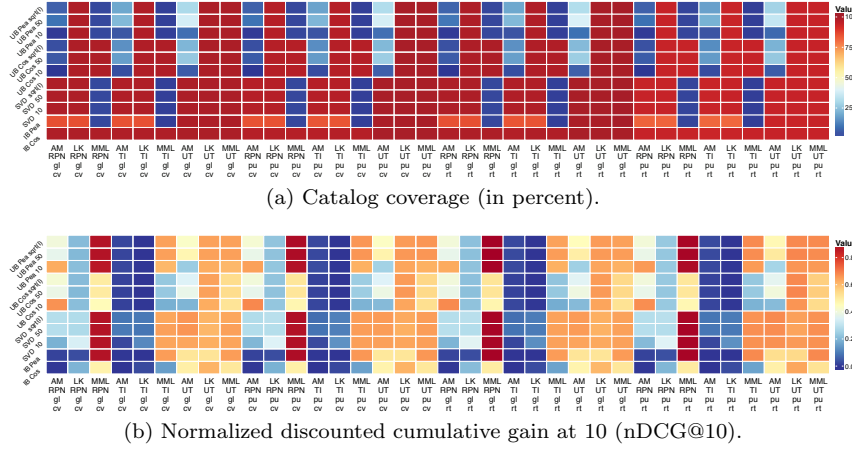 UB Pea sqrt(I)
UB Pea 50
UB Pea 10
UB Cos sqrt(I)
UB Cos 50
UB Cos 10
SVD sqrt(I)
SVD 50
SVD 10
IB Pea
IB Cos
Valu
10
75
50
25
AM LK MML AM LK MML AM LK MML AM LK MML AM LK MML AM LK MML AM LK MML AM LK MML AM LK MML AM LK MML AM LK MML AM LK MML
RPN RPN RPN TI TI TI UT UT UT RPN RPN RPN TI TI TI UT UT UT RPN RPN RPN TI TI TI UT UT UT RPN RPN RPN TI TI TI UT UT UT
gl gl gl gl gl gl gl gl gl pu pu pu pu pu pu pu pu pu gl gl gl gl gl gl gl gl gl pu pu pu pu pu pu pu pu pu
cv cv cv cv cv cv cv cv cv cv cv cv cv cv cv cv cv cv rt rt rt rt rt rt rt rt rt rt rt rt rt rt rt rt rt rt
(a) Catalog coverage (in percent).
UB Pea sqrt(I)
UB Pea 50
UB Pea 10
UB Cos sqrt(I)
UB Cos 50
UB Cos 10
SVD sqrt(I)
SVD 50
SVD 10
IB Pea
IB Cos
Valu
AM LK MML AM LK MML AM LK MML AM LK MML AM LK MML AM LK MML AM LK MML AM LK MML AM LK MML AM LK MML AM LK MML AM LK MML
RPN RPN RPN TI TI TI UT UT UT RPN RPN RPN TI TI TI UT UT UT RPN RPN RPN TI TI TI UT UT UT RPN RPN RPN TI TI TI UT UT UT
gl gl gl gl gl gl gl gl gl pu pu pu pu pu pu pu pu pu gl gl gl gl gl gl gl gl gl pu pu pu pu pu pu pu pu pu
cv cv cv cv cv cv cv cv cv cv cv cv cv cv cv cv cv cv rt rt rt rt rt rt rt rt rt rt rt rt rt rt rt rt rt rt
(b) Normalized discounted cumulative gain at 10 (nDCG@10).